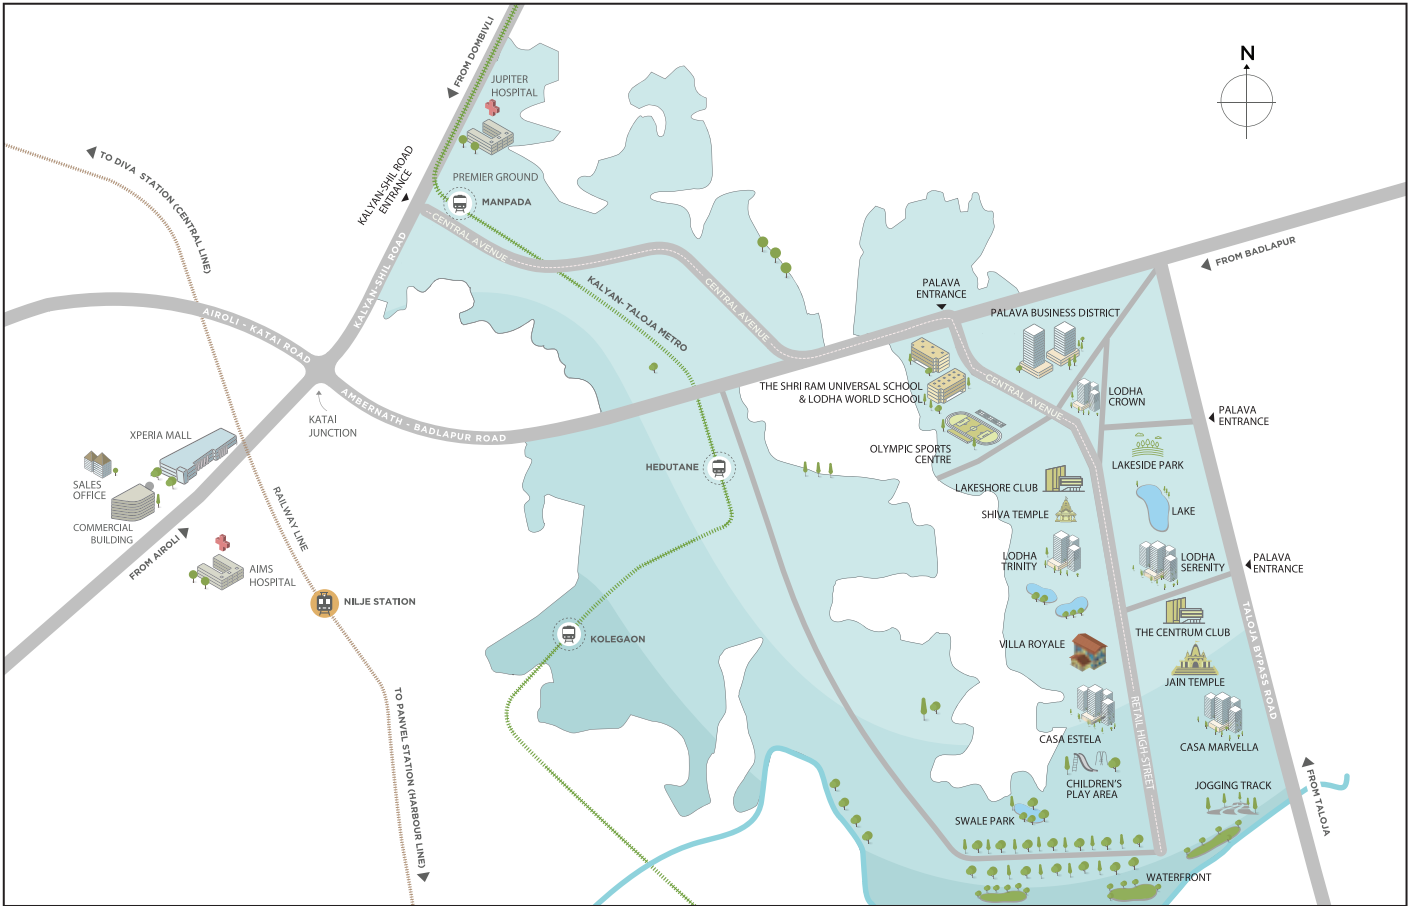 FROM DOMBIVLI
N
JUPITER
HOSPITAL
KALYAN-SHIL ROAD
ENTRANCE
PREMIER GROUND
MANPADA
TO DIVA STATION (CENTRAL LINE)
CENTRAL AVENUE
KALYAN-SHIL ROAD
KALYAN- TALOJA METRO
CENTRAL AVENUE
FROM BADLAPUR
PALAVA
ENTRANCE
PALAVA BUSINESS DISTRICT
AIROLI - KATAI ROAD
AMBERNATH - BADLAPUR ROAD
KATAI
JUNCTION
THE SHRI RAM UNIVERSAL SCHOOL
& LODHA WORLD SCHOOL
CENTRAL AVENUE
LODHA
CROWN
PALAVA
ENTRANCE
XPERIA MALL
SALES
OFFICE
COMMERCIAL
BUILDING
FROM AIROLI
RAILWAY LINE
HEDUTANE
OLYMPIC SPORTS
CENTRE
LAKESIDE PARK
LAKESHORE CLUB
SHIVA TEMPLE
LAKE
LODHA
TRINITY
LODHA
SERENITY
PALAVA
ENTRANCE
AIMS
HOSPITAL
NILJE STATION
KOLEGAON
THE CENTRUM CLUB
VILLA ROYALE
JAIN TEMPLE
TALOJA BYPASS ROAD
TO PANVEL STATION (HARBOUR LINE)
RETAIL HIGH STREET
CASA ESTELA
CASA MARVELLA
CHILDREN'S
PLAY AREA
JOGGING TRACK
FROM TALOJA
SWALE PARK
WATERFRONT